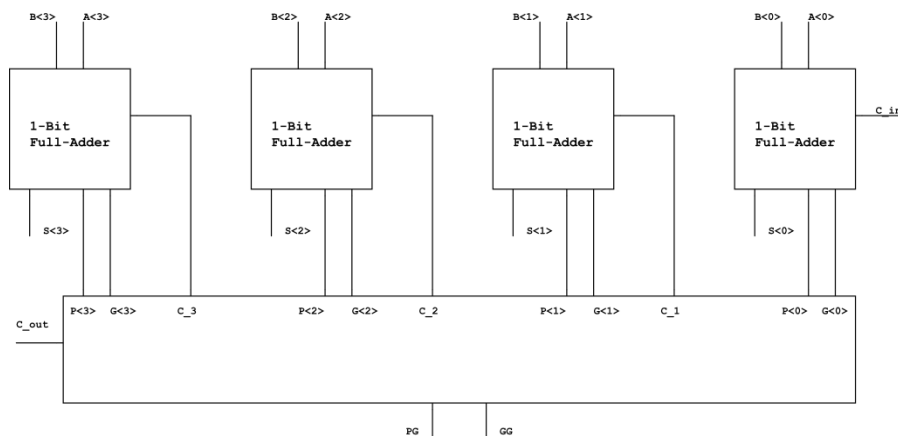 B<3> A<3> B<2> A<2> B<1> A<1> B<0> A<0>
C_in
1-Bit
Full-Adder
1-Bit
Full-Adder
1-Bit
Full-Adder
1-Bit
Full-Adder
S<3> S<2> S<1> S<0>
P<3> G<3> C_3 P<2> G<2> C_2 P<1> G<1> C_1 P<0> G<0>
C_out
PG GG